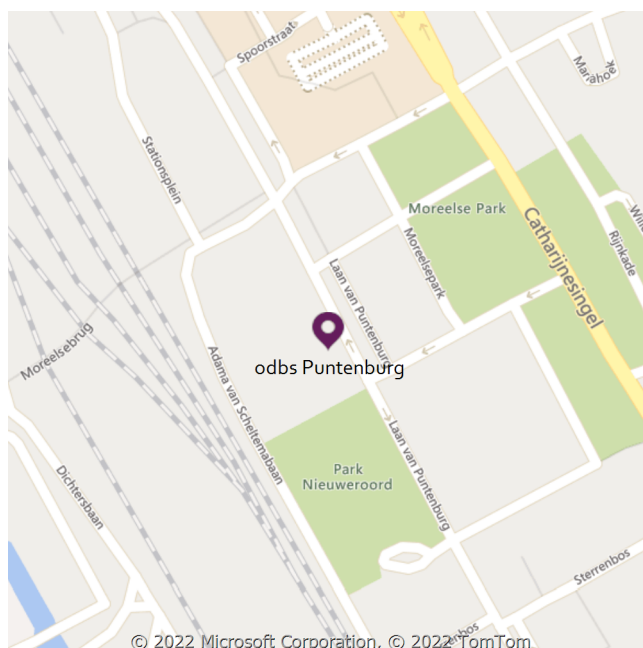 Spoorstraat
Mariahoek
Stationsplein
Moreelse Park
Catharijnesingel
Rijnkade
Moreelsepark
Laan van Puntenburg
Moreelsebrug
odbs Puntenburg
Adama van Scheltemabaan
Laan van Puntenburg
Park
Nieuweroord
Dichtersbaan
Sterrenbos
© 2022 Microsoft Corporation, © 2022 TomTom